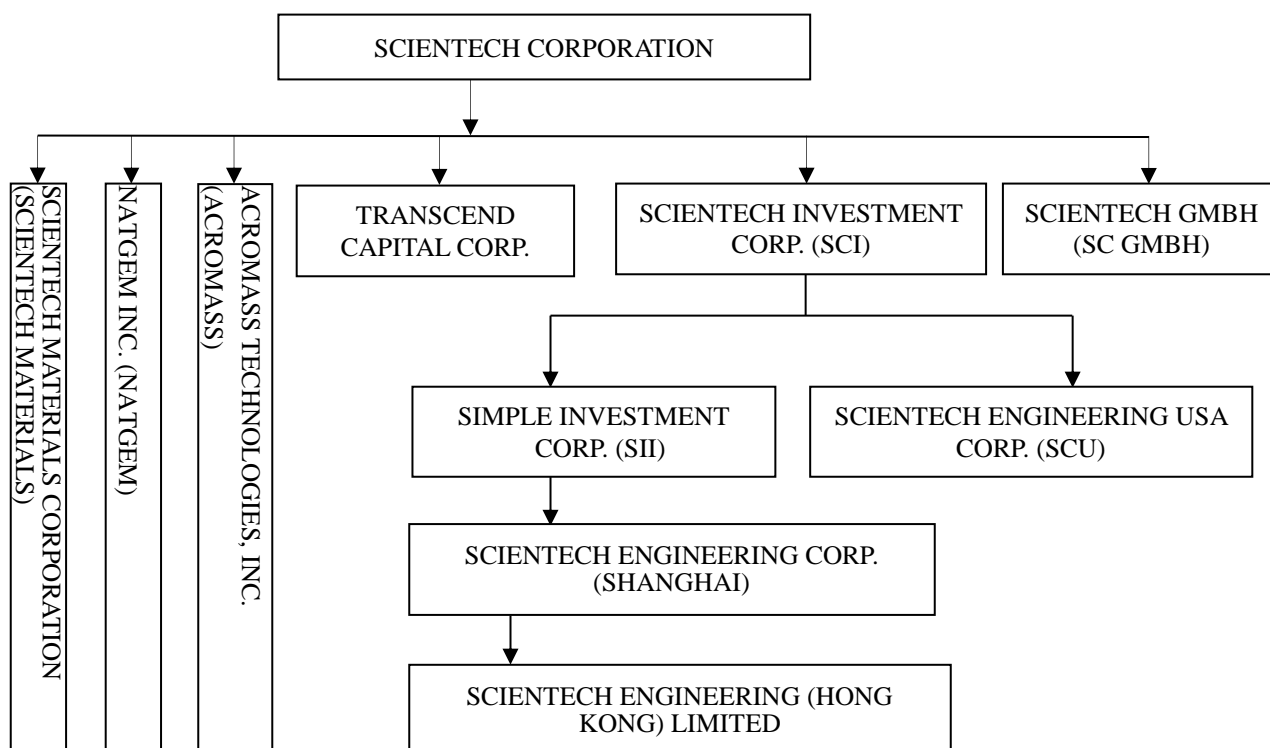 SCIENTECH CORPORATION
SCIENTECH MATERIALS CORPORATION
(SCIENTECH MATERIALS)
NATGEM INC. (NATGEM)
ACROMASS TECHNOLOGIES, INC.
(ACROMASS)
TRANSCEND
CAPITAL CORP.
SCIENTECH INVESTMENT
CORP. (SCI)
SCIENTECH GMBH
(SC GMBH)
SIMPLE INVESTMENT
CORP. (SII)
SCIENTECH ENGINEERING USA
CORP. (SCU)
SCIENTECH ENGINEERING CORP.
(SHANGHAI)
SCIENTECH ENGINEERING (HONG
KONG) LIMITED